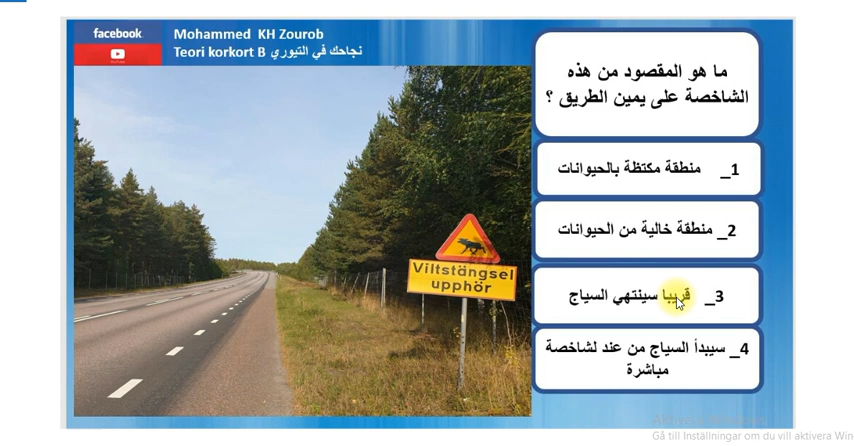 facebook
YouTube
Mohammed KH Zourob
Teori korkort B نجاحك في التيوري
ما هو المقصود من هذه
الشاخصة على يمين الطريق ؟
1_ منطقة مكتظة بالحيوانات
2_ منطقة خالية من الحيوانات
3_ قريبا سينتهي السياج
4_ سيبدأ السياج من عند لشاخصة
مباشرة
Viltstängsel
upphör
Gå till Inställningar om du vill aktivera Win